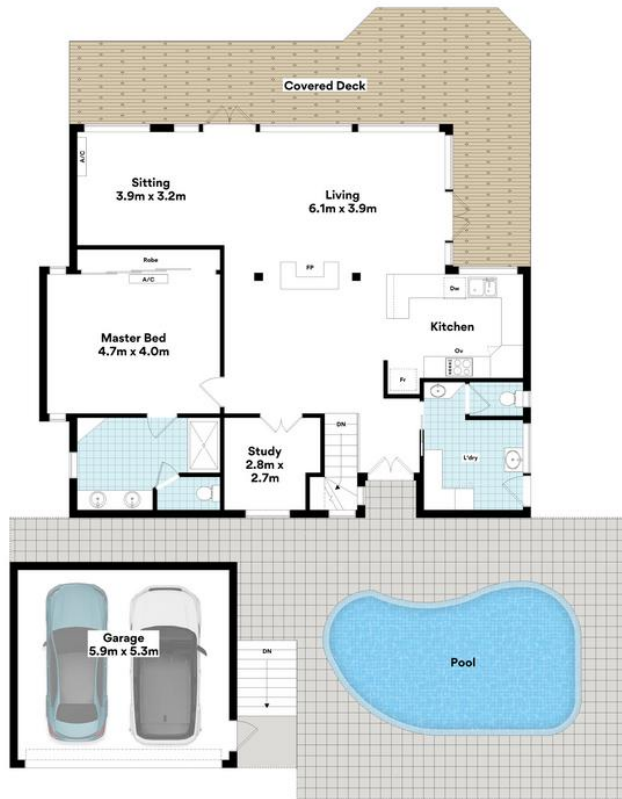 Covered Deck
A/C
Sitting
3.9m x 3.2m
Living
6.1m x 3.9m
Robe
A/C
FP
Dw
Master Bed
4.7m x 4.0m
Kitchen
Ov
Fr
Study
2.8m x
2.7m
DN
L'dry
Garage
5.9m x 5.3m
DN
Pool